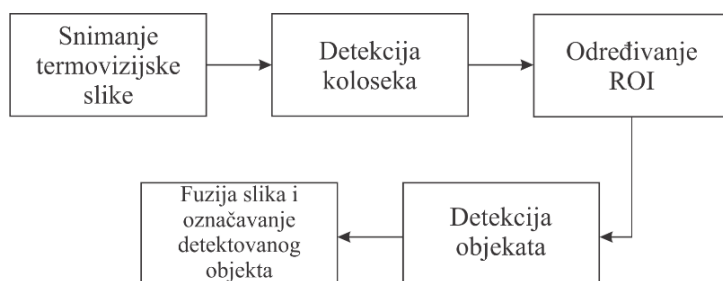 Snimanje
termovizijske
slike
Detekcija
koloseka
Određivanje
ROI
Detekcija
objekata
Fuzija slika i
označavanje
detektovanog
objekta